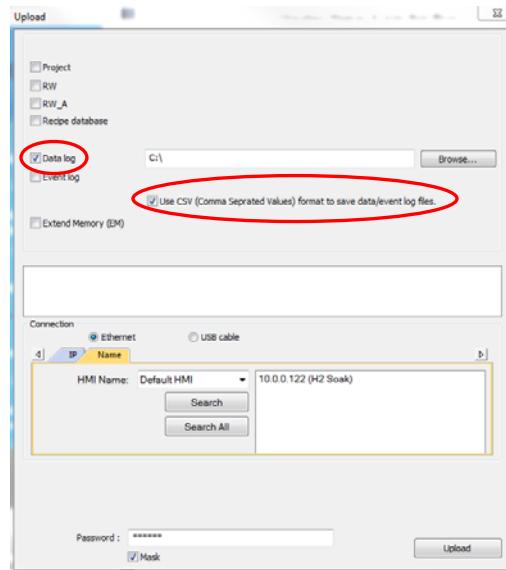 Upload
Project
RW
RW_A
Recipe database
Data log C:\ Browse...
Event log
Use CSV (Comma Seprated Values) format to save data/event log files.
Extend Memory (EM)
Connection
Ethernet USB cable
IP Name
HMI Name: Default HMI 10.0.0.122 (H2 Soak)
Search
Search All
Password : ******
Mask
Upload